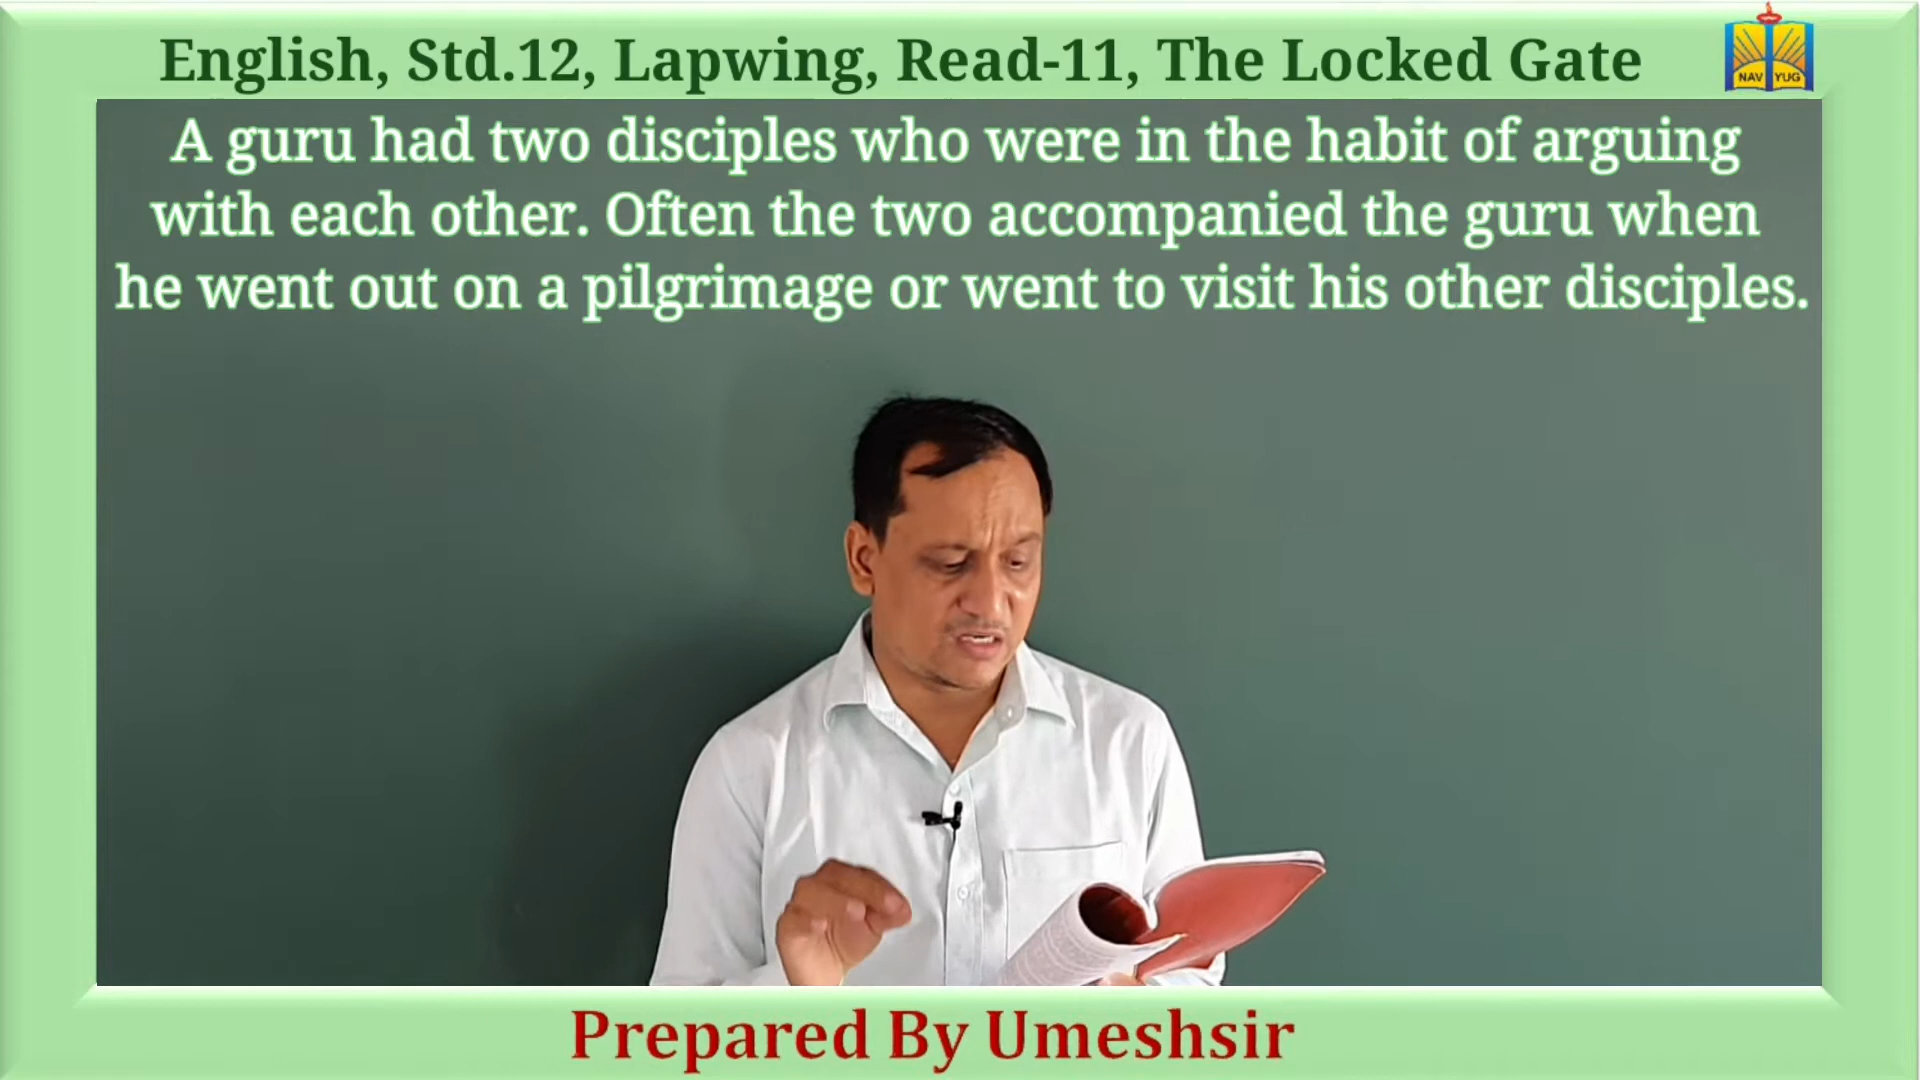 English, Std.12, Lapwing, Read-11, The Locked Gate
NAV YUG
A guru had two disciples who were in the habit of arguing
with each other. Often the two accompanied the guru when
he went out on a pilgrimage or went to visit his other disciples.
Prepared By Umeshsir